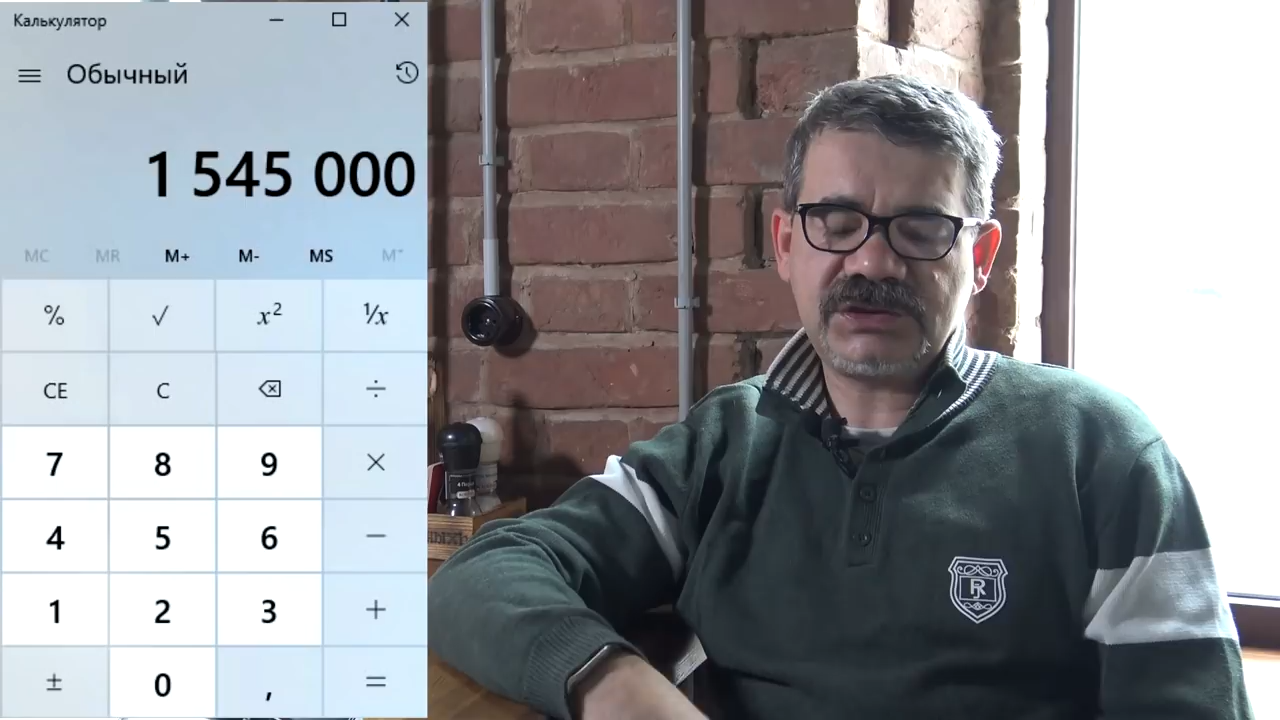 Калькулятор
Обычный
1 545 000
MC MR M+ M- MS M˅
% √ x² ¹/x
CE C ÷
7 8 9 ×
4 5 6 −
1 2 3 +
± 0 , =
RJ